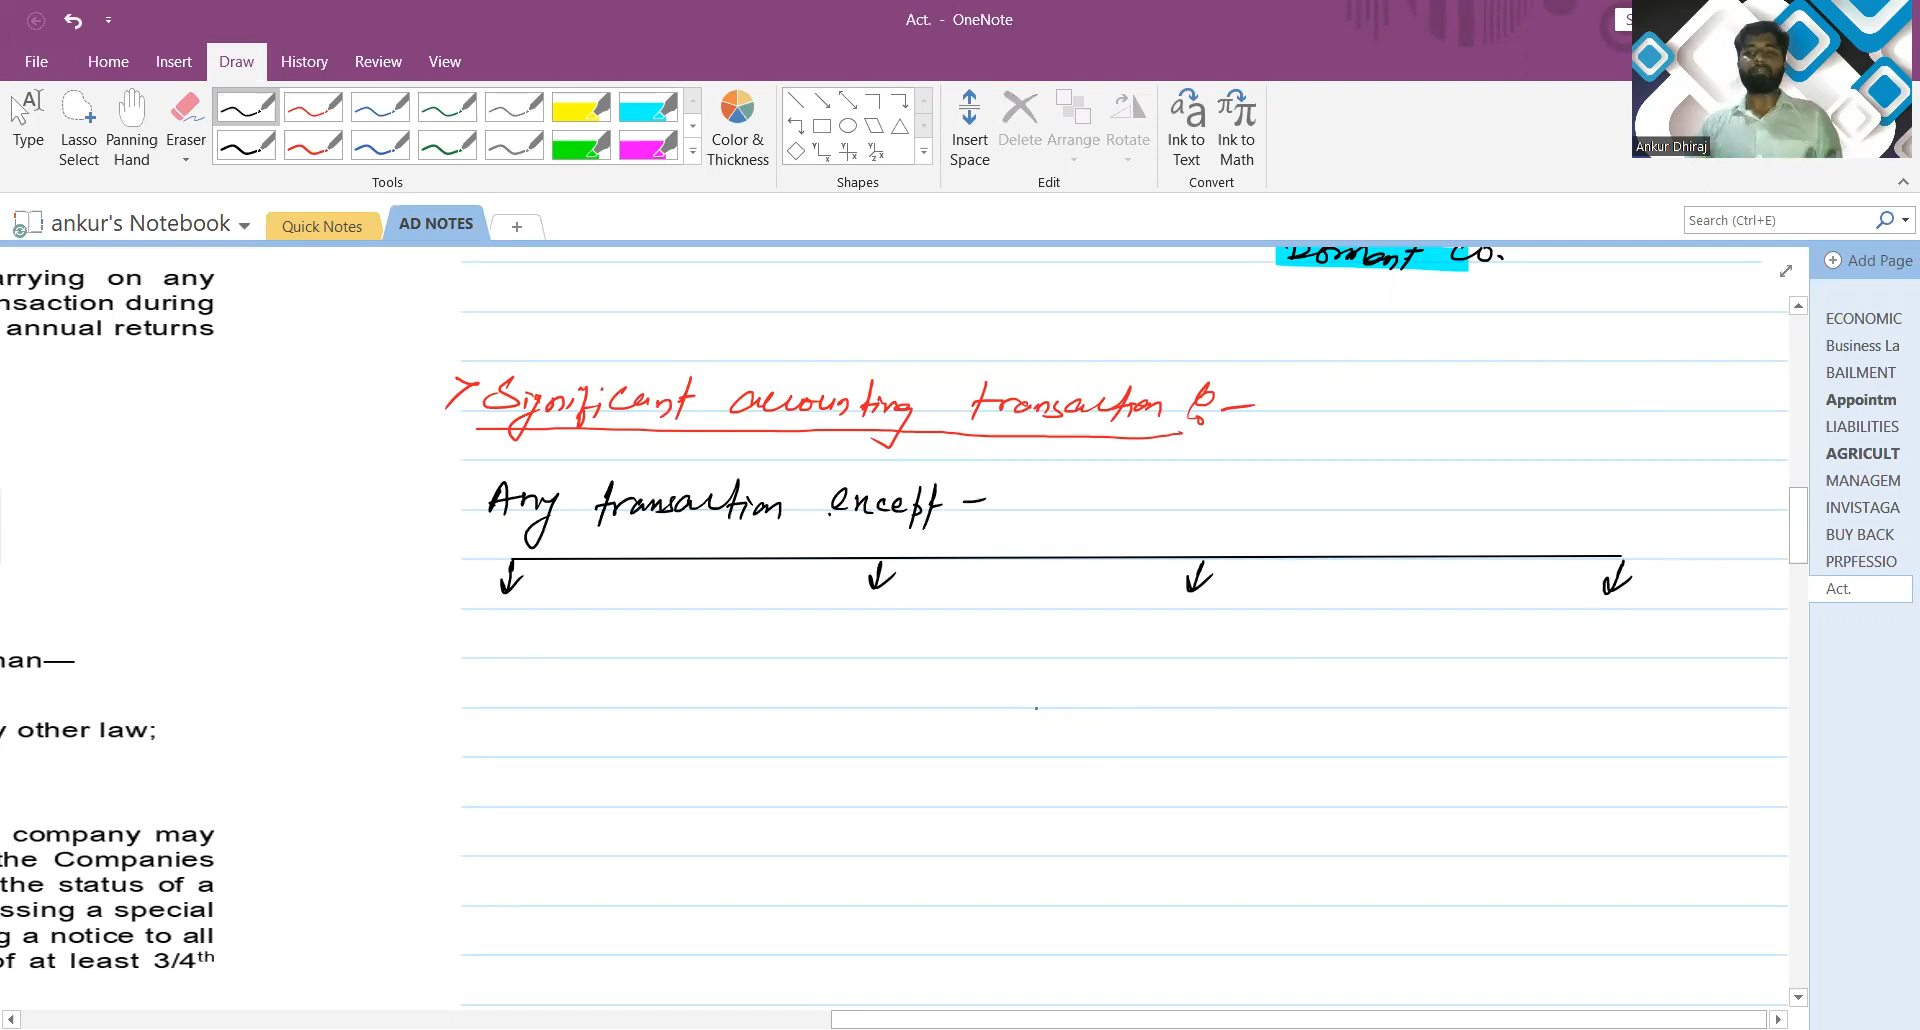 Act. - OneNote
S
File Home Insert Draw History Review View
Type
Lasso Select
Panning Hand
Eraser
Color & Thickness
Insert Space
Delete Arrange Rotate
Ink to Text
Ink to Math
Tools Shapes Edit Convert
Ankur Dhiraj
ankur's Notebook Quick Notes AD NOTES +
Search (Ctrl+E)
Add Page
ECONOMIC
Business La
BAILMENT
Appointm
LIABILITIES
AGRICULT
MANAGEM
INVISTAGA
BUY BACK
PRPFESSIO
Act.
arrying on any
nsaction during
annual returns
nan—
y other law;
company may
the Companies
the status of a
ssing a special
g a notice to all
of at least 3/4th
Dormant Co.
> Significant accounting transaction :-
Any transaction except -